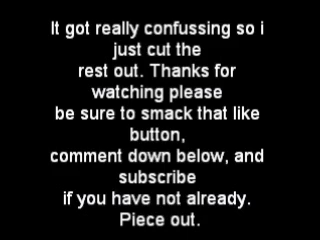 It got really confussing so i
just cut the
rest out. Thanks for
watching please
be sure to smack that like
button,
comment down below, and
subscribe
if you have not already.
Piece out.